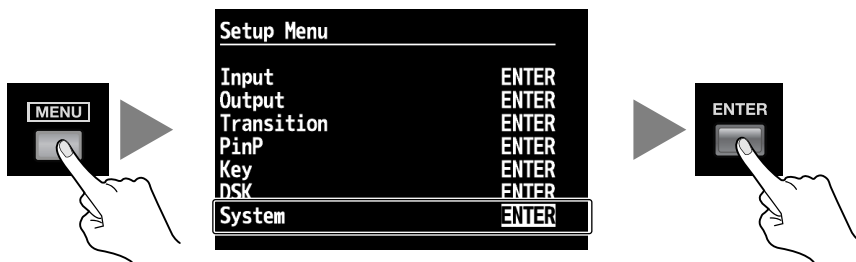 MENU
Setup Menu
Input ENTER
Output ENTER
Transition ENTER
PinP ENTER
Key ENTER
DSK ENTER
System ENTER
ENTER